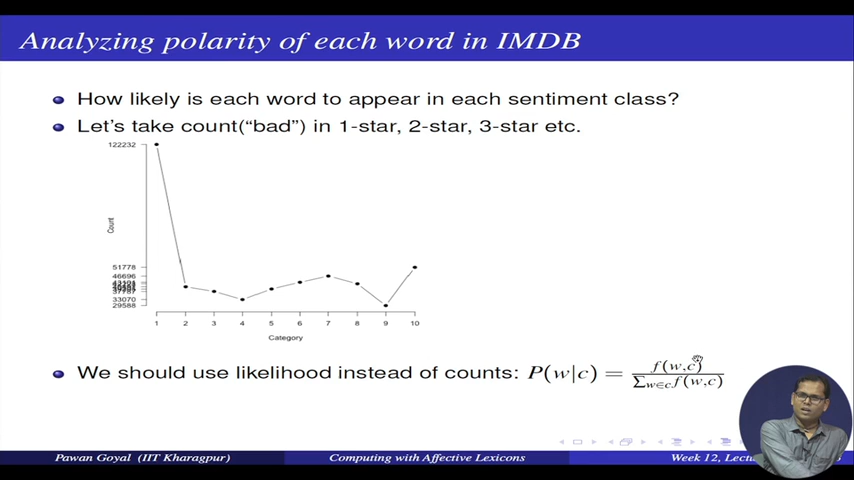 Analyzing polarity of each word in IMDB
How likely is each word to appear in each sentiment class?
Let's take count("bad") in 1-star, 2-star, 3-star etc.
122232
Count
51778
46696
33070
29588
1 2 3 4 5 6 7 8 9 10
Category
We should use likelihood instead of counts: P(w|c) = f(w,c) / Σw∈c f(w,c)
Pawan Goyal (IIT Kharagpur) Computing with Affective Lexicons Week 12,